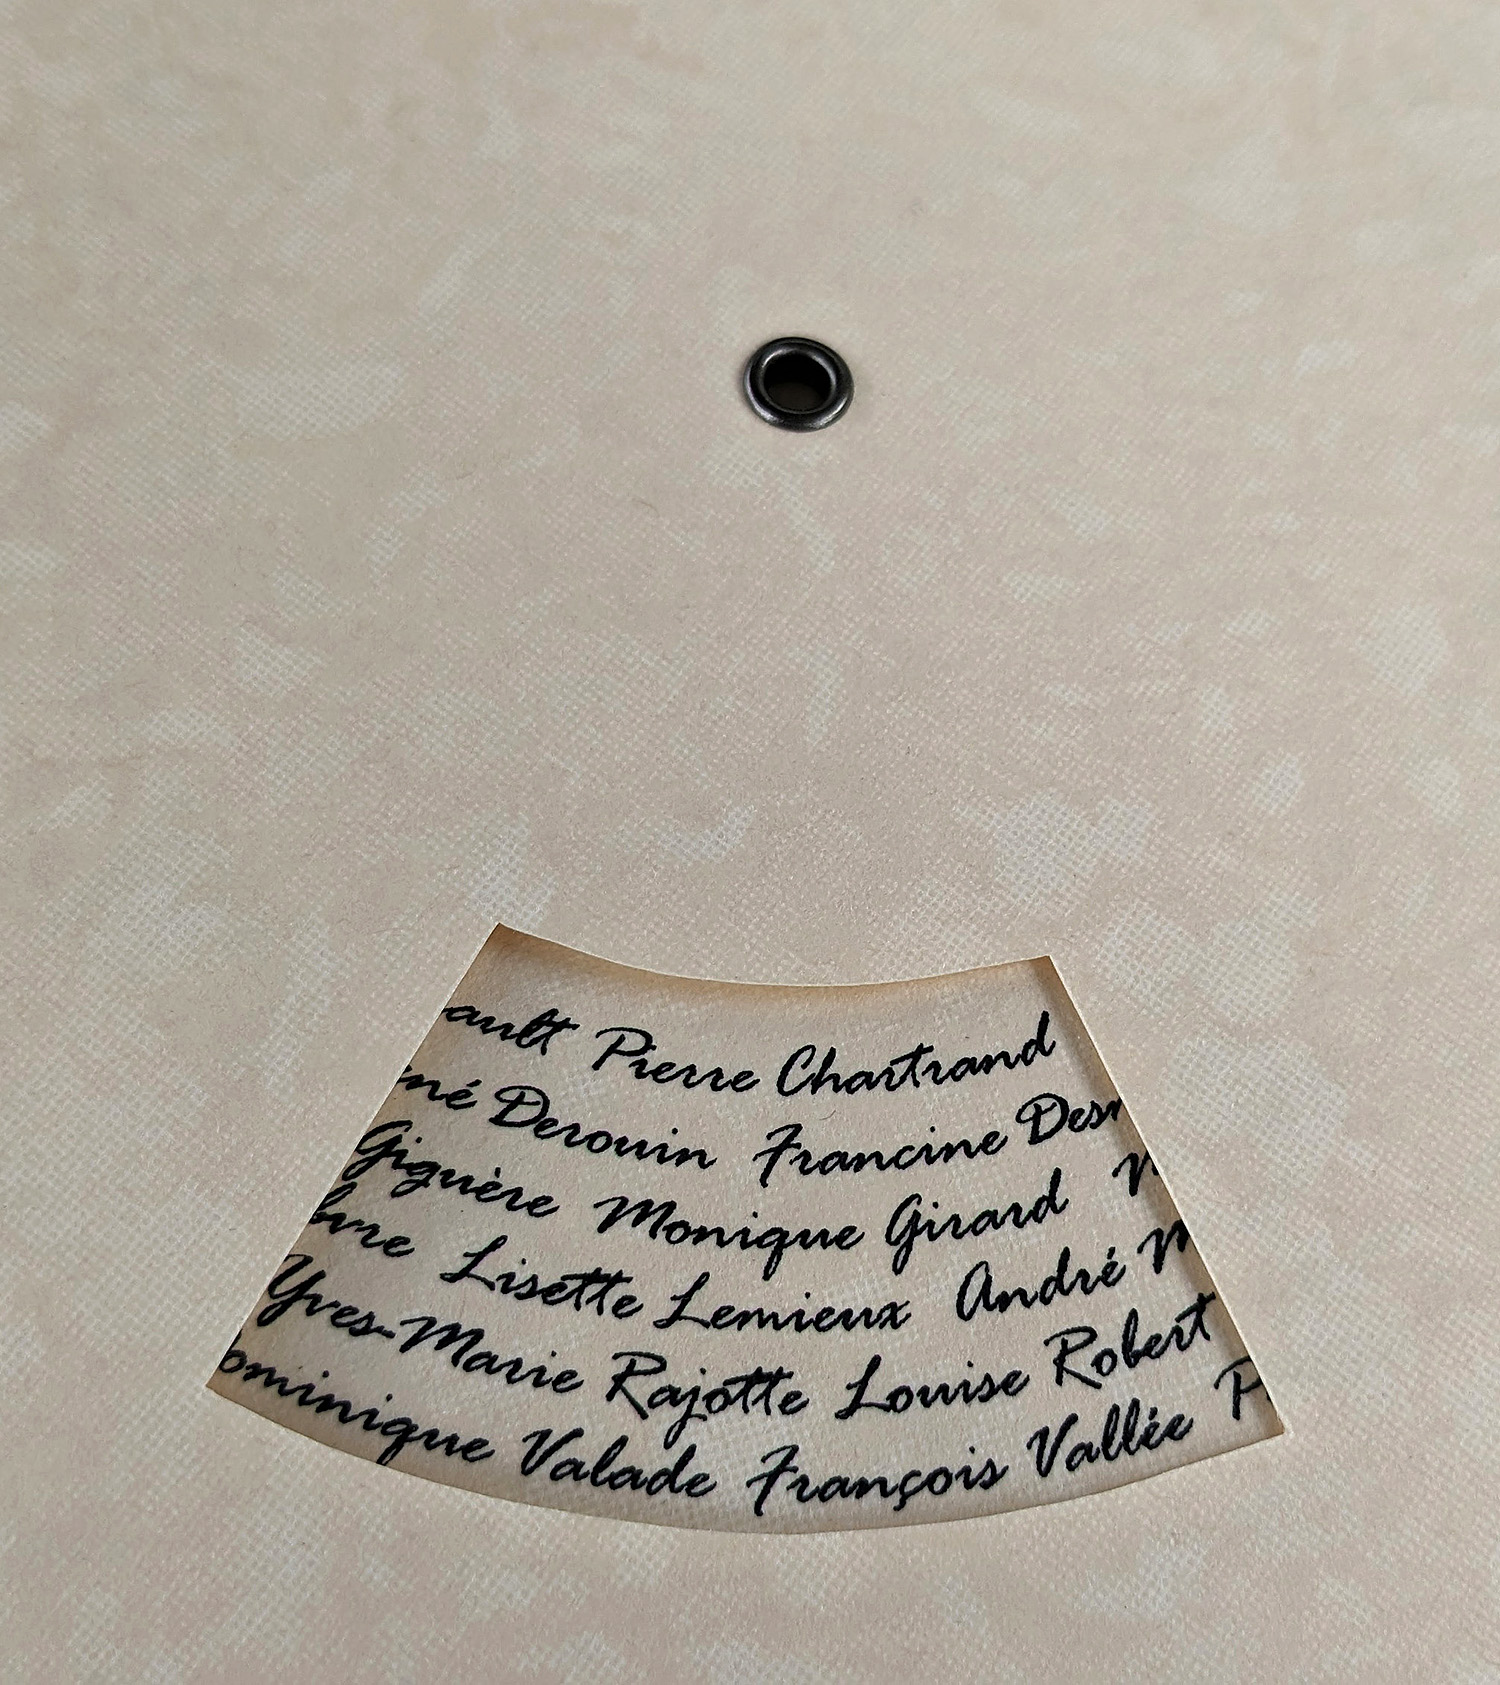 ault Pierre Chartrand
né Derouin Francine Des
Giguère Monique Girard
bvre Lisette Lemieux André M
Yves-Marie Rajotte Louise Robert
ominique Valade François Vallée